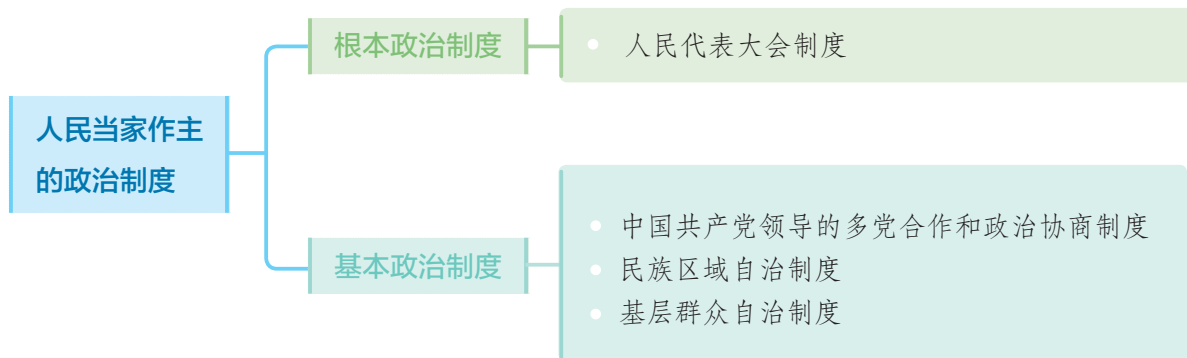 人民当家作主
的政治制度
根本政治制度
人民代表大会制度
基本政治制度
中国共产党领导的多党合作和政治协商制度
民族区域自治制度
基层群众自治制度